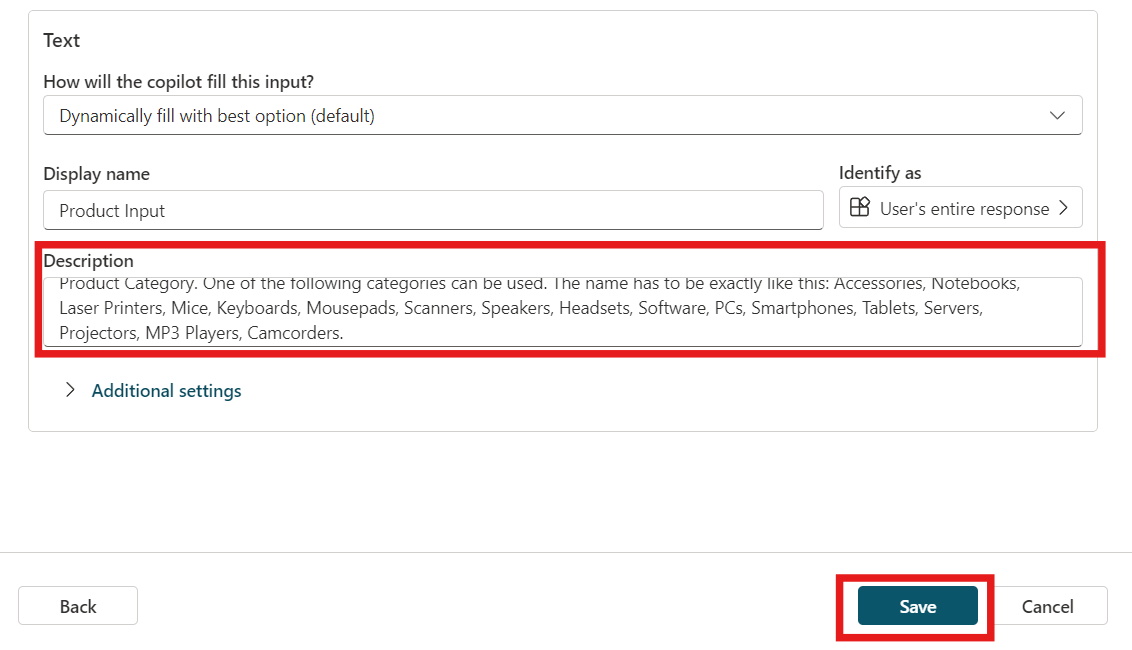 Text
How will the copilot fill this input?
Dynamically fill with best option (default)
Display name
Identify as
Product Input
User's entire response
Description
Product Category. One of the following categories can be used. The name has to be exactly like this: Accessories, Notebooks,
Laser Printers, Mice, Keyboards, Mousepads, Scanners, Speakers, Headsets, Software, PCs, Smartphones, Tablets, Servers,
Projectors, MP3 Players, Camcorders.
Additional settings
Back
Save
Cancel